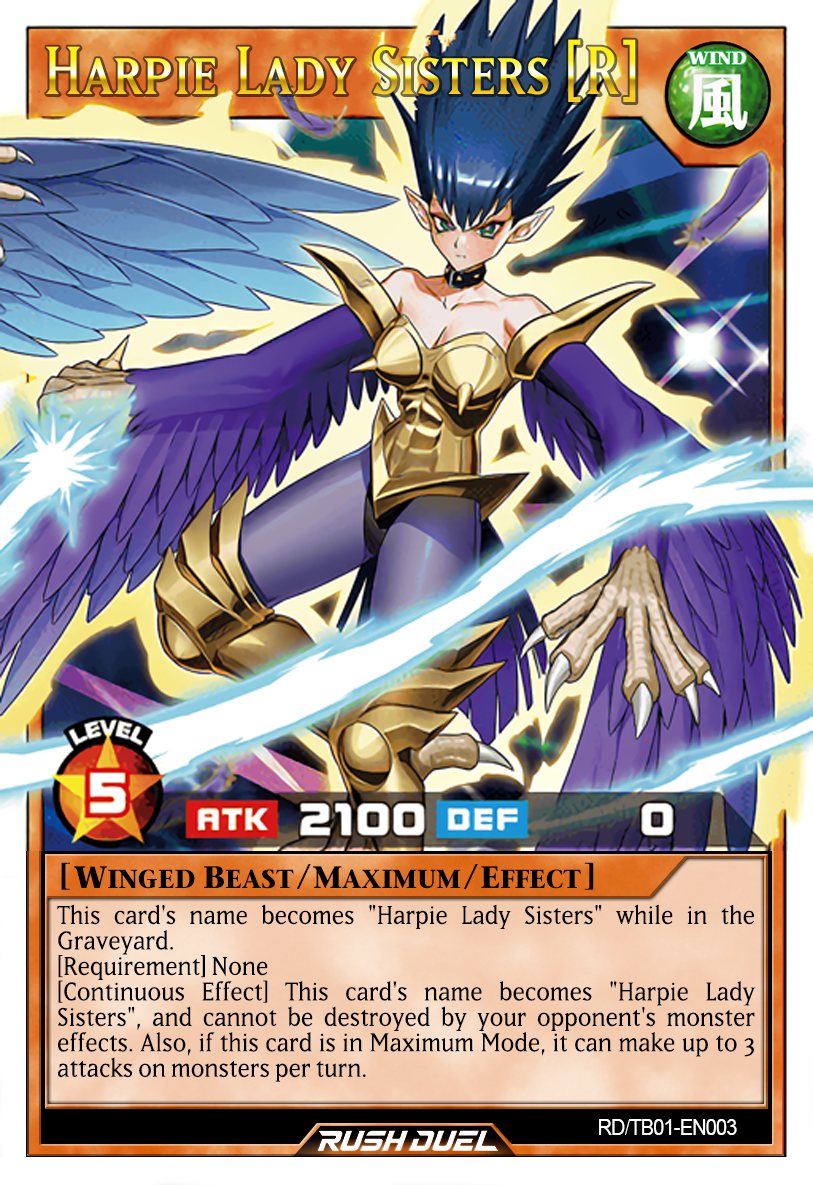 Harpie Lady Sisters [R]
WIND
風
LEVEL
5
ATK 2100 DEF 0
[Winged Beast/Maximum/Effect]
This card's name becomes "Harpie Lady Sisters" while in the
Graveyard.
[Requirement] None
[Continuous Effect] This card's name becomes "Harpie Lady
Sisters", and cannot be destroyed by your opponent's monster
effects. Also, if this card is in Maximum Mode, it can make up to 3
attacks on monsters per turn.
RD/TB01-EN003
RUSH DUEL